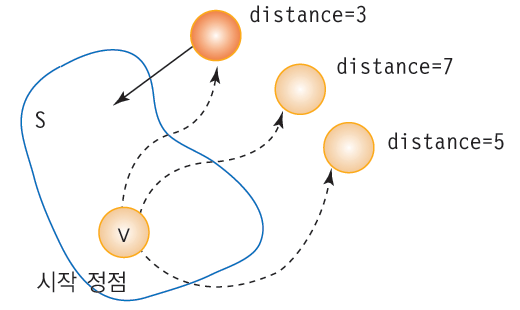 distance=3
distance=7
S
distance=5
v
시작 정점